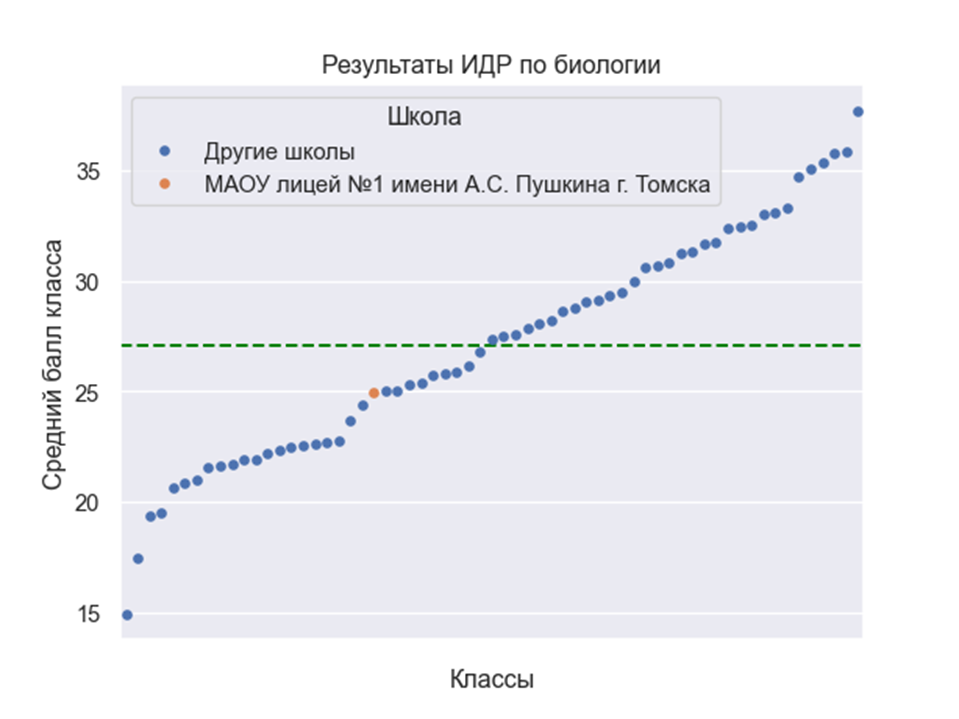 Результаты ИДР по биологии
Школа
Другие школы
МАОУ лицей №1 имени А.С. Пушкина г. Томска
Средний балл класса
35
30
25
20
15
Классы